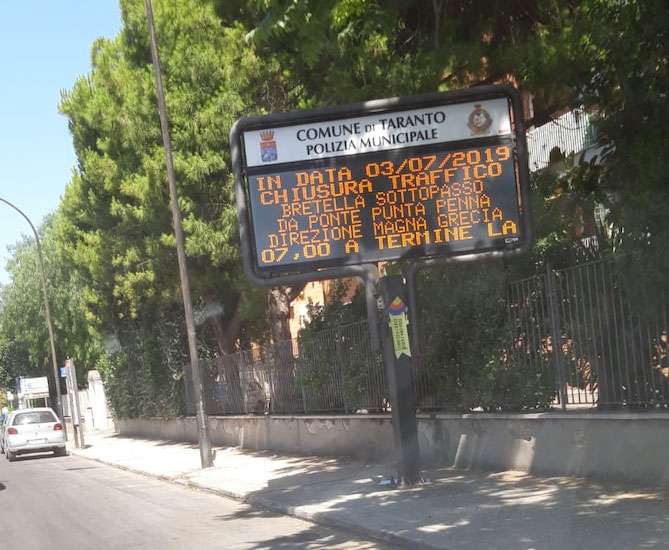 COMUNE DI TARANTO
POLIZIA MUNICIPALE
IN DATA 03/07/2019
CHIUSURA TRAFFICO
BRETELLA SOTTOPASSO
DA PONTE PUNTA PENNA
DIREZIONE MAGNA GRECIA
07,00 A TERMINE LA